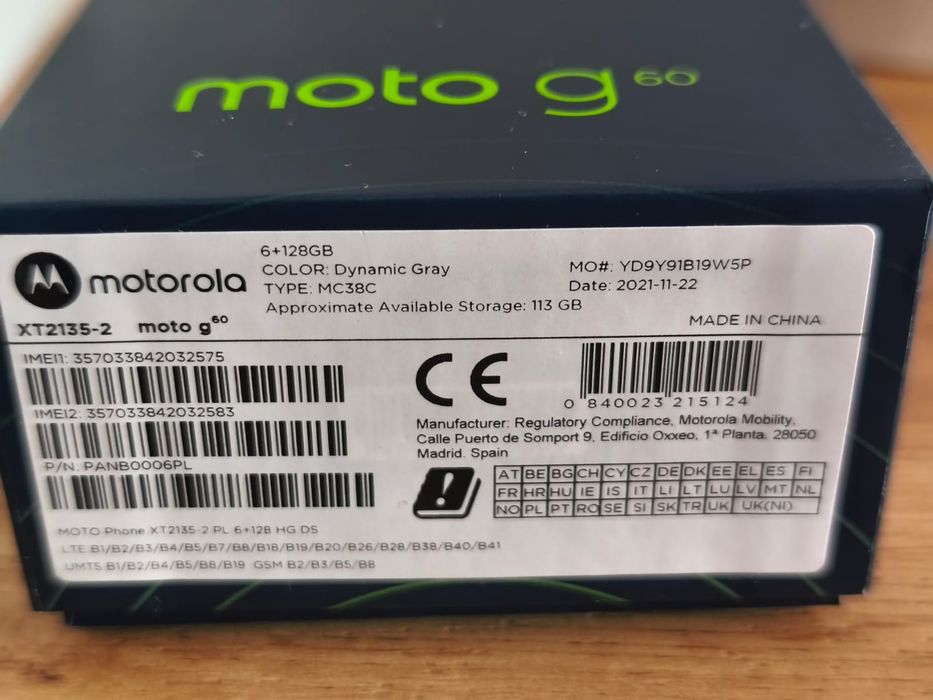 moto g 60
motorola
6+128GB
COLOR: Dynamic Gray
TYPE: MC38C
Approximate Available Storage: 113 GB
MO#: YD9Y91B19W5P
Date: 2021-11-22
MADE IN CHINA
XT2135-2 moto g60
IMEI1: 357033842032575
IMEI2: 357033842032583
P/N: PANB0006PL
CE
0 840023 215124
Manufacturer: Regulatory Compliance, Motorola Mobility,
Calle Puerto de Somport 9, Edificio Oxxeo, 1ª Planta. 28050
Madrid. Spain
AT BE BG CH CY CZ DE DK EE EL ES FI
FR HR HU IE IS IT LI LT LU LV MT NL
NO PL PT RO SE SI SK TR UK UK(NI)
MOTO Phone XT2135-2 PL 6+128 HG DS
LTE B1/B2/B3/B4/B5/B7/B8/B18/B19/B20/B26/B28/B38/B40/B41
UMTS B1/B2/B4/B5/B8/B19 GSM B2/B3/B5/B8